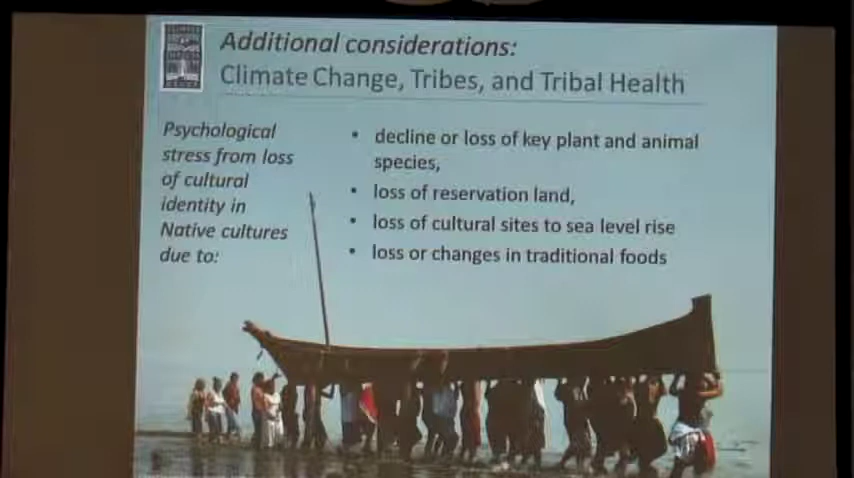 Additional considerations:
Climate Change, Tribes, and Tribal Health
Psychological
stress from loss
of cultural
identity in
Native cultures
due to:
• decline or loss of key plant and animal
species,
• loss of reservation land,
• loss of cultural sites to sea level rise
• loss or changes in traditional foods